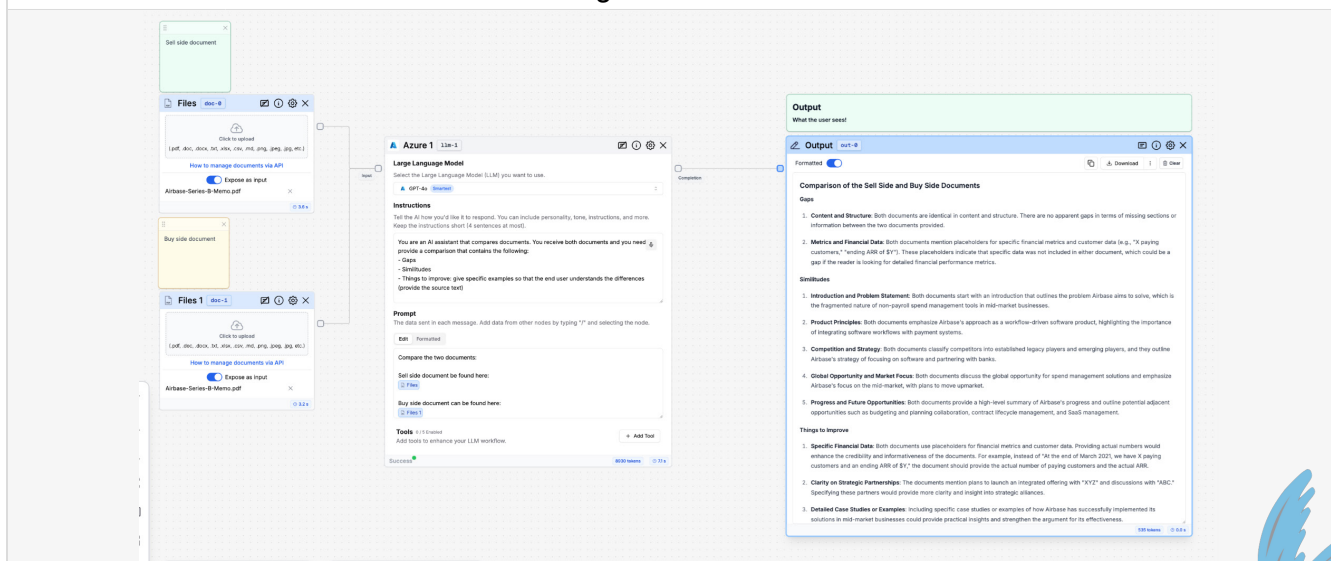 Sell side document
Files doc-0
Click to upload
(.pdf, .doc, .docx, .txt, .xlsx, .csv, .md, .png, .jpeg, .jpg, etc.)
How to manage documents via API
Expose as input
Airbase-Series-B-Memo.pdf
Buy side document
Files 1 doc-1
Click to upload
(.pdf, .doc, .docx, .txt, .xlsx, .csv, .md, .png, .jpeg, .jpg, etc.)
How to manage documents via API
Expose as input
Airbase-Series-B-Memo.pdf
3.2 s
Input
Azure 1 llm-1
Large Language Model
Select the Large Language Model (LLM) you want to use.
GPT-4o Smartest
Instructions
Tell the AI how you'd like it to respond. You can include personality, tone, instructions, and more.
Keep the instructions short (4 sentences at most).
You are an AI assistant that compares documents. You receive both documents and you need
provide a comparison that contains the following:
- Gaps
- Similitudes
- Things to improve: give specific examples so that the end user understands the differences
(provide the source text)
Prompt
The data sent in each message. Add data from other nodes by typing "/" and selecting the node.
Edit Formatted
Compare the two documents:
Sell side document be found here:
Files
Buy side document can be found here:
Files 1
Tools 0 / 5 Enabled
Add tools to enhance your LLM workflow.
+ Add Tool
Success
8030 tokens 7.1 s
Completion
Output
What the user sees!
Output out-0
Formatted
Download
Clear
Comparison of the Sell Side and Buy Side Documents
Gaps
1. Content and Structure: Both documents are identical in content and structure. There are no apparent gaps in terms of missing sections or
information between the two documents provided.
2. Metrics and Financial Data: Both documents mention placeholders for specific financial metrics and customer data (e.g., "X paying
customers," "ending ARR of $Y"). These placeholders indicate that specific data was not included in either document, which could be a
gap if the reader is looking for detailed financial performance metrics.
Similitudes
1. Introduction and Problem Statement: Both documents start with an introduction that outlines the problem Airbase aims to solve, which is
the fragmented nature of non-payroll spend management tools in mid-market businesses.
2. Product Principles: Both documents emphasize Airbase's approach as a workflow-driven software product, highlighting the importance
of integrating software workflows with payment systems.
3. Competition and Strategy: Both documents classify competitors into established legacy players and emerging players, and they outline
Airbase's strategy of focusing on software and partnering with banks.
4. Global Opportunity and Market Focus: Both documents discuss the global opportunity for spend management solutions and emphasize
Airbase's focus on the mid-market, with plans to move upmarket.
5. Progress and Future Opportunities: Both documents provide a high-level summary of Airbase's progress and outline potential adjacent
opportunities such as budgeting and planning collaboration, contract lifecycle management, and SaaS management.
Things to Improve
1. Specific Financial Data: Both documents use placeholders for financial metrics and customer data. Providing actual numbers would
enhance the credibility and informativeness of the documents. For example, instead of "At the end of March 2021, we have X paying
customers and an ending ARR of $Y," the document should provide the actual number of paying customers and the actual ARR.
2. Clarity on Strategic Partnerships: The documents mention plans to launch an integrated offering with "XYZ" and discussions with "ABC."
Specifying these partners would provide more clarity and insight into strategic alliances.
3. Detailed Case Studies or Examples: Including specific case studies or examples of how Airbase has successfully implemented its
solutions in mid-market businesses could provide practical insights and strengthen the argument for its effectiveness.